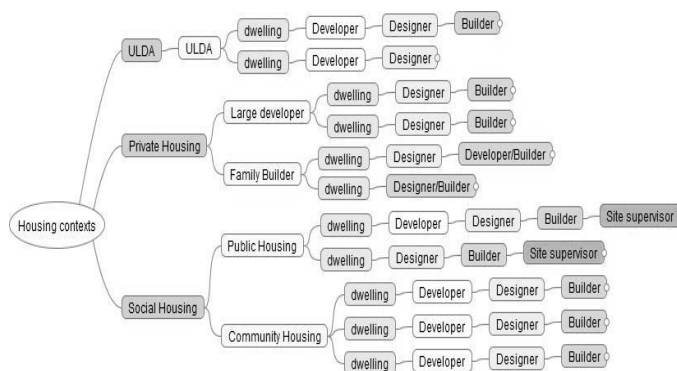 dwelling Developer Designer Builder
ULDA ULDA
dwelling Developer Designer
dwelling Designer Builder
Large developer
dwelling Designer Builder
Private Housing
dwelling Designer Developer/Builder
Family Builder
dwelling Designer/Builder
Housing contexts
dwelling Developer Designer Builder Site supervisor
Public Housing
dwelling Designer Builder Site supervisor
Social Housing
dwelling Developer Designer Builder
Community Housing dwelling Developer Designer Builder
dwelling Developer Designer Builder